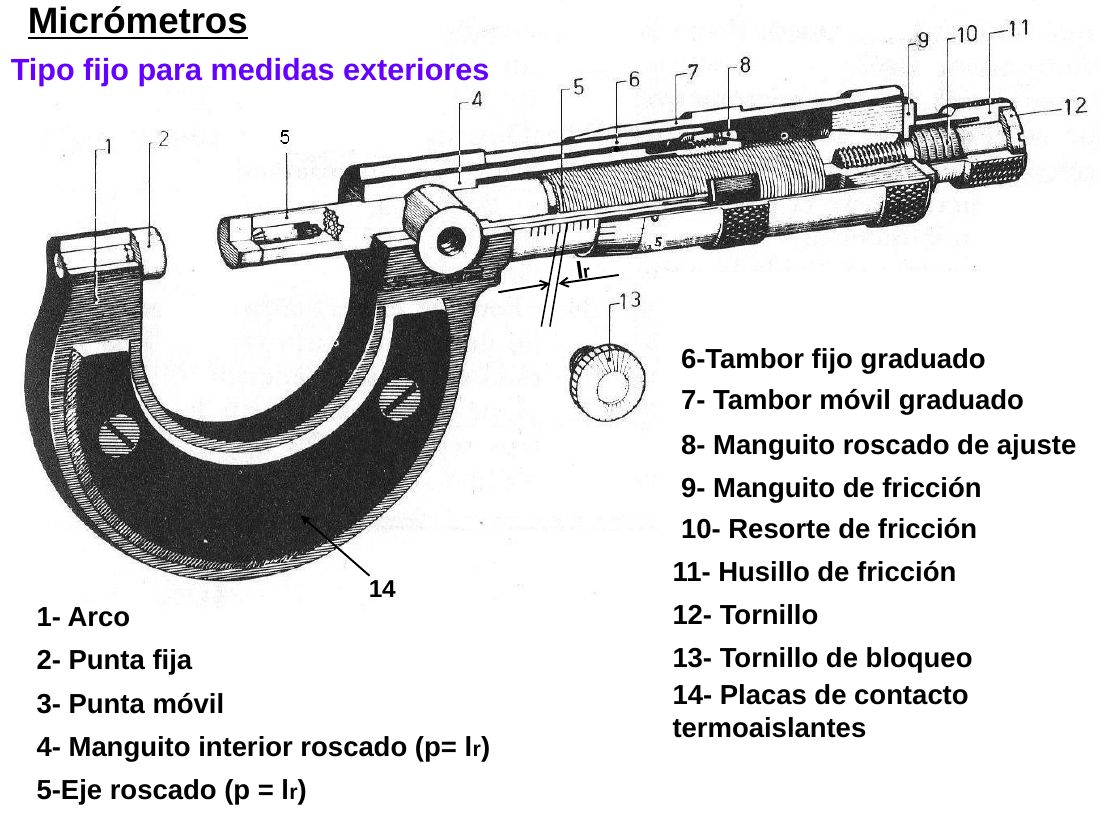 Micrómetros
Tipo fijo para medidas exteriores
1
2
5
4
5
6
7
8
9
10
11
12
lr
5
13
14
1- Arco
2- Punta fija
3- Punta móvil
4- Manguito interior roscado (p= lr)
5-Eje roscado (p = lr)
6-Tambor fijo graduado
7- Tambor móvil graduado
8- Manguito roscado de ajuste
9- Manguito de fricción
10- Resorte de fricción
11- Husillo de fricción
12- Tornillo
13- Tornillo de bloqueo
14- Placas de contacto
termoaislantes